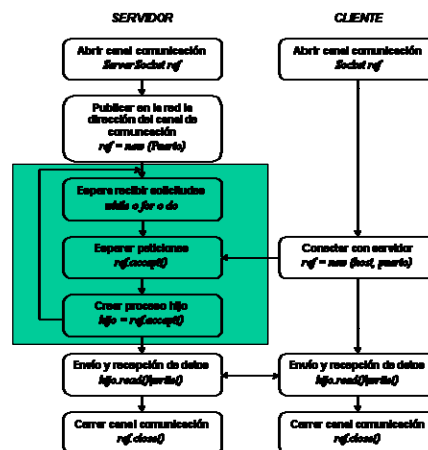 SERVIDOR
CLIENTE
Abrir canal comunicación
ServerSocket ref
Abrir canal comunicación
Socket ref
Publicar en la red la
dirección del canal de
comuncación
ref = new (Puerto)
Espera recibir solicitudes
while o for o do
Esperar peticiones
ref.accept()
Conectar con servidor
ref = new (host, puerto)
Crear proceso hijo
hijo = ref.accept()
Envío y recepción de datos
hijo.read()/write()
Envío y recepción de datos
hijo.read()/write()
Cerrar canal comunicación
ref.close()
Cerrar canal comunicación
ref.close()